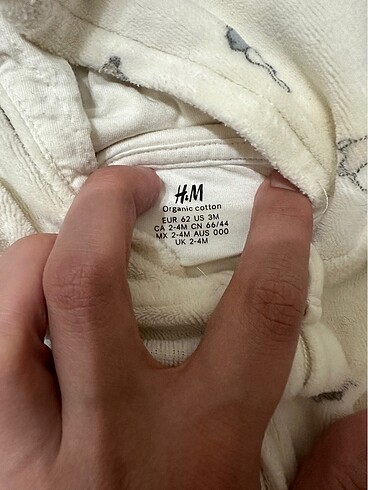 H&M
Organic cotton
EUR 62 US 3M
CA 2-4M CN 66/44
MX 2-4M AUS 000
UK 2-4M